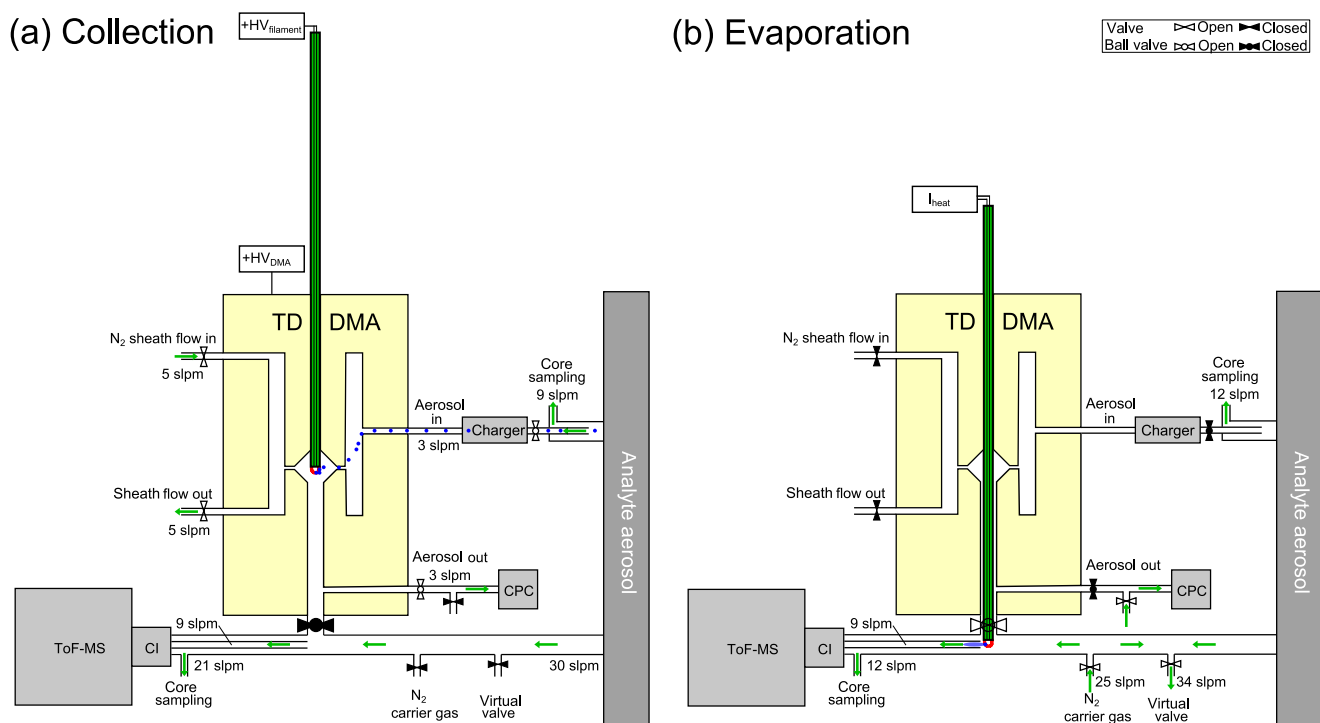 (a) Collection
+HVfilament
+HVDMA
TD DMA
N2 sheath flow in
5 slpm
Sheath flow out
5 slpm
Aerosol
in
3 slpm
Charger
Core
sampling
9 slpm
Analyte aerosol
Aerosol out
3 slpm
CPC
ToF-MS
CI
9 slpm
21 slpm
Core
sampling
N2
carrier gas
Virtual
valve
30 slpm
(b) Evaporation
Valve Open Closed
Ball valve Open Closed
Iheat
TD DMA
N2 sheath flow in
Sheath flow out
Aerosol
in
Charger
Core
sampling
12 slpm
Analyte aerosol
Aerosol out
CPC
ToF-MS
CI
9 slpm
12 slpm
Core
sampling
25 slpm
N2
carrier gas
34 slpm
Virtual
valve